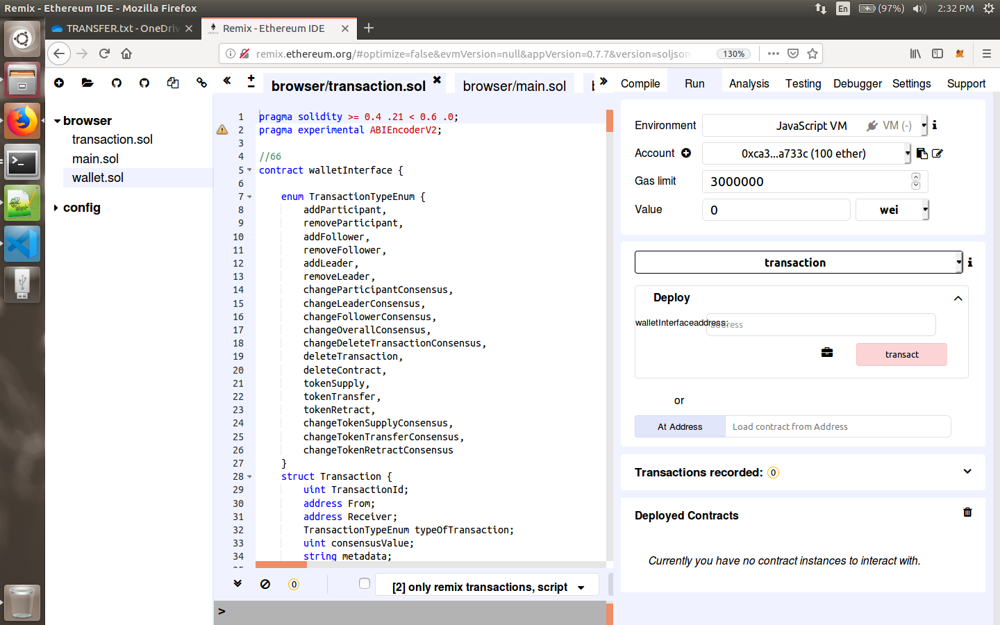 Remix - Ethereum IDE - Mozilla Firefox
En
(97%)
2:32 PM
TRANSFER.txt - OneDriv
Remix - Ethereum IDE
remix.ethereum.org/#optimize=false&evmVersion=null&appVersion=0.7.7&version=soljson
130%
browser/transaction.sol
browser/main.sol
Compile
Run
Analysis
Testing
Debugger
Settings
Support
browser
transaction.sol
main.sol
wallet.sol
config
1 pragma solidity >= 0.4 .21 < 0.6 .0;
2 pragma experimental ABIEncoderV2;
3
4 //66
5 contract walletInterface {
6
7 enum TransactionTypeEnum {
8 addParticipant,
9 removeParticipant,
10 addFollower,
11 removeFollower,
12 addLeader,
13 removeLeader,
14 changeParticipantConsensus,
15 changeLeaderConsensus,
16 changeFollowerConsensus,
17 changeOverallConsensus,
18 changeDeleteTransactionConsensus,
19 deleteTransaction,
20 deleteContract,
21 tokenSupply,
22 tokenTransfer,
23 tokenRetract,
24 changeTokenSupplyConsensus,
25 changeTokenTransferConsensus,
26 changeTokenRetractConsensus
27 }
28 struct Transaction {
29 uint TransactionId;
30 address From;
31 address Receiver;
32 TransactionTypeEnum typeOfTransaction;
33 uint consensusValue;
34 string metadata;
0
[2] only remix transactions, script
>
Environment
JavaScript VM
VM (-)
Account
0xca3...a733c (100 ether)
Gas limit
3000000
Value
0
wei
transaction
Deploy
walletInterfaceaddress:
address
transact
or
At Address
Load contract from Address
Transactions recorded: 0
Deployed Contracts
Currently you have no contract instances to interact with.